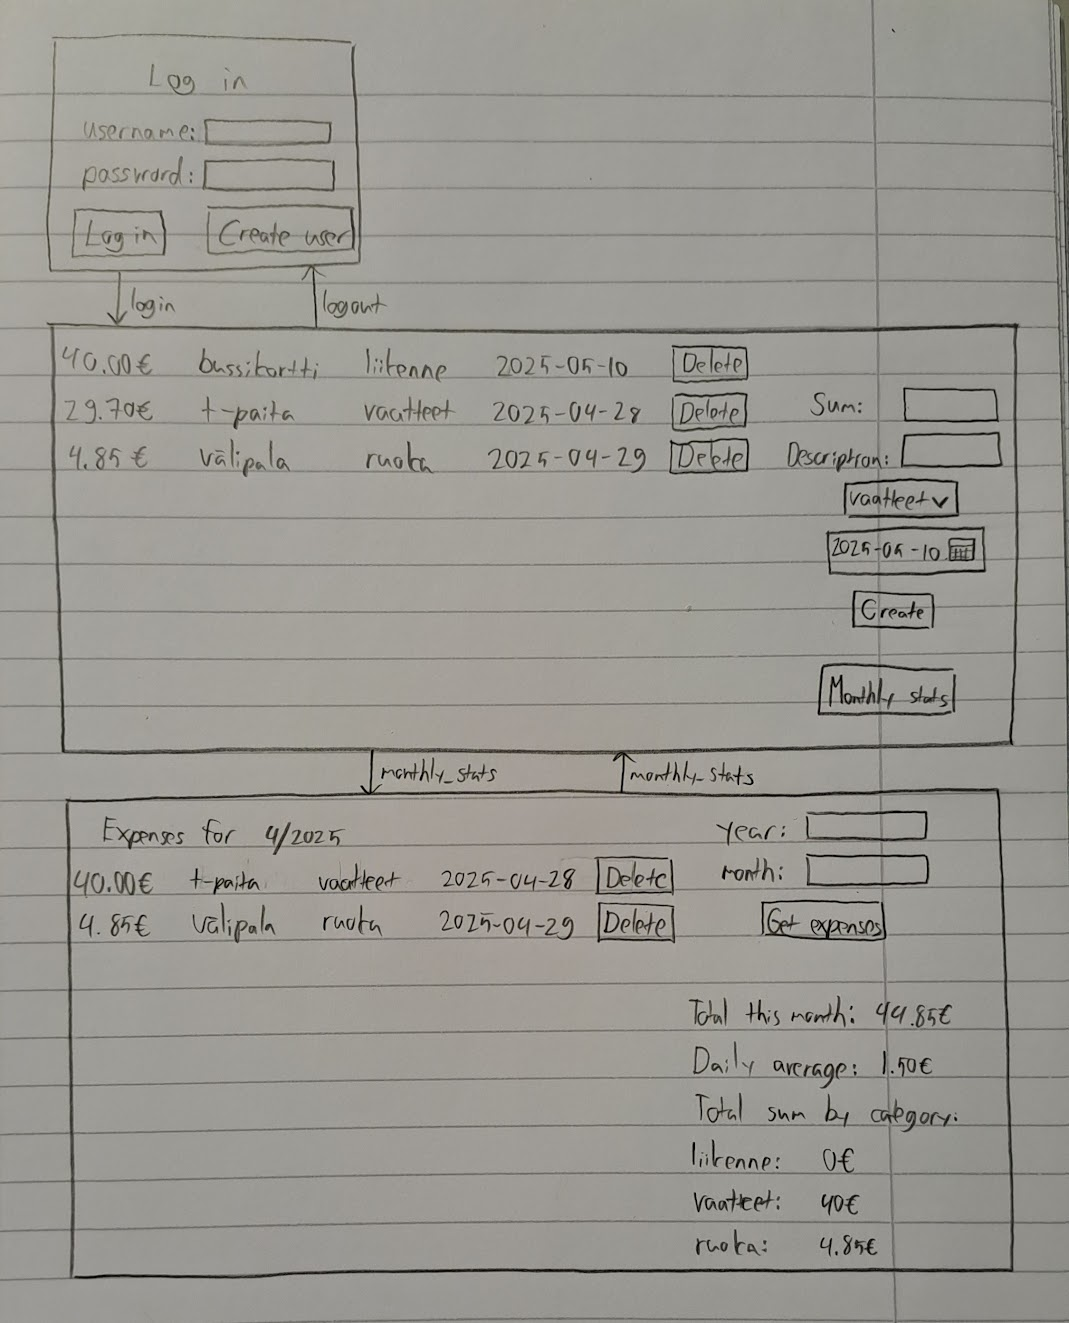 Log in
username:
password:
Log in Create user
login logout
40.00€ bussikortti liikenne 2025-05-10 Delete
29.70€ t-paita vaatteet 2025-04-28 Delete Sum:
4.85€ välipala ruoka 2025-04-29 Delete Description:
vaatteet
2025-05-10
Create
Monthly stats
monthly_stats monthly_stats
Expenses for 4/2025 year:
40.00€ t-paita vaatteet 2025-04-28 Delete month:
4.85€ välipala ruoka 2025-04-29 Delete Get expenses
Total this month: 44.85€
Daily average: 1.50€
Total sum by category:
liikenne: 0€
vaatteet: 40€
ruoka: 4.85€